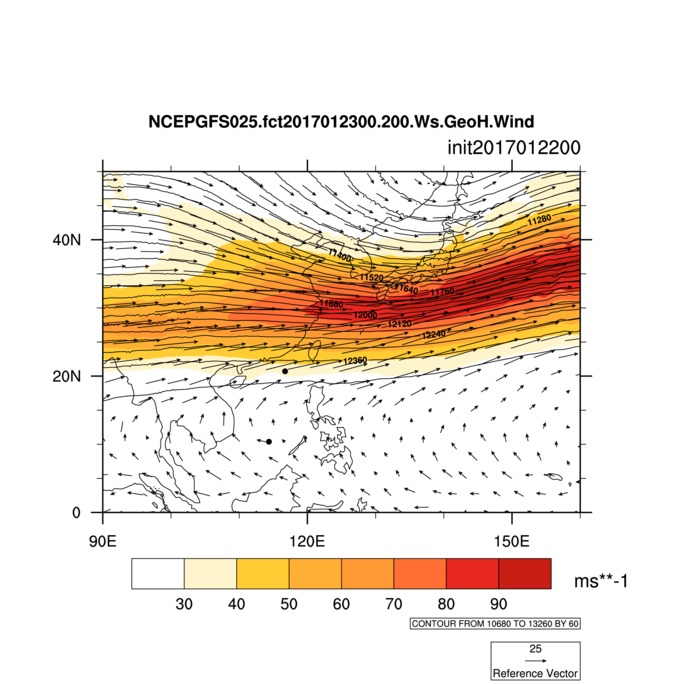 NCEPGFS025.fct2017012300.200.Ws.GeoH.Wind
init2017012200
40N
20N
0
11280
11400
11520
11640
11760
11880
12000
12120
12240
12360
90E 120E 150E
30 40 50 60 70 80 90
ms**-1
CONTOUR FROM 10680 TO 13260 BY 60
25
Reference Vector